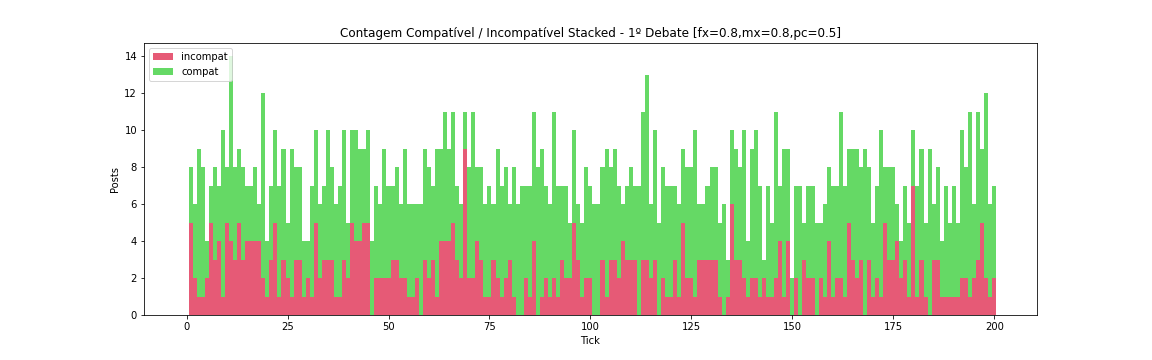 Contagem Compatível / Incompatível Stacked - 1º Debate [fx=0.8,mx=0.8,pc=0.5]
incompat
compat
Posts
14
12
10
8
6
4
2
0
0 25 50 75 100 125 150 175 200
Tick